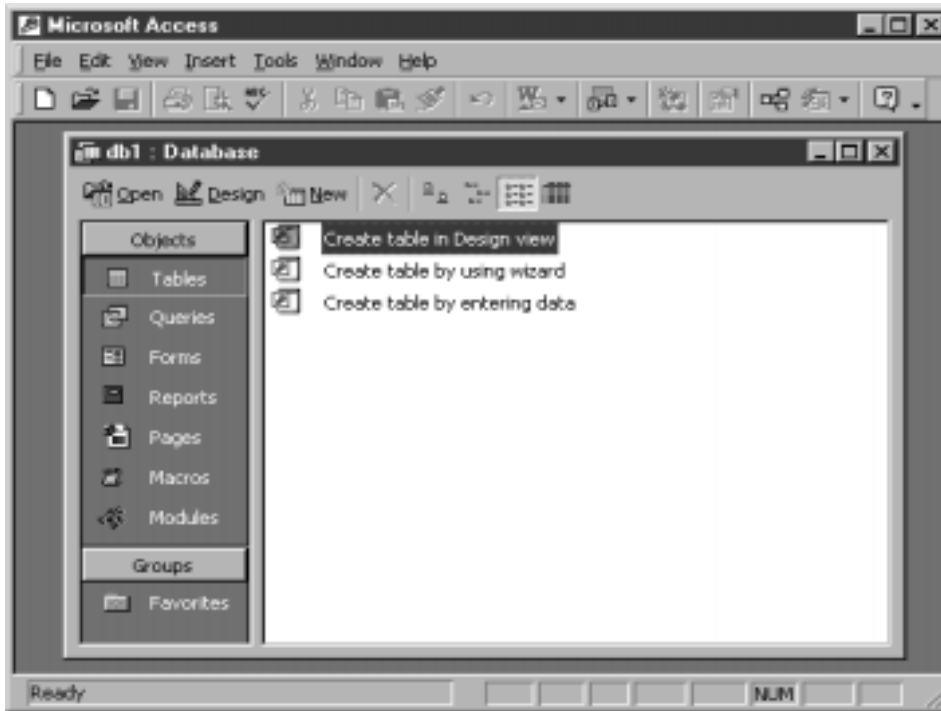 Microsoft Access
File Edit View Insert Tools Window Help
db1 : Database
Open Design New
Objects
Tables
Queries
Forms
Reports
Pages
Macros
Modules
Groups
Favorites
Create table in Design view
Create table by using wizard
Create table by entering data
Ready NUM